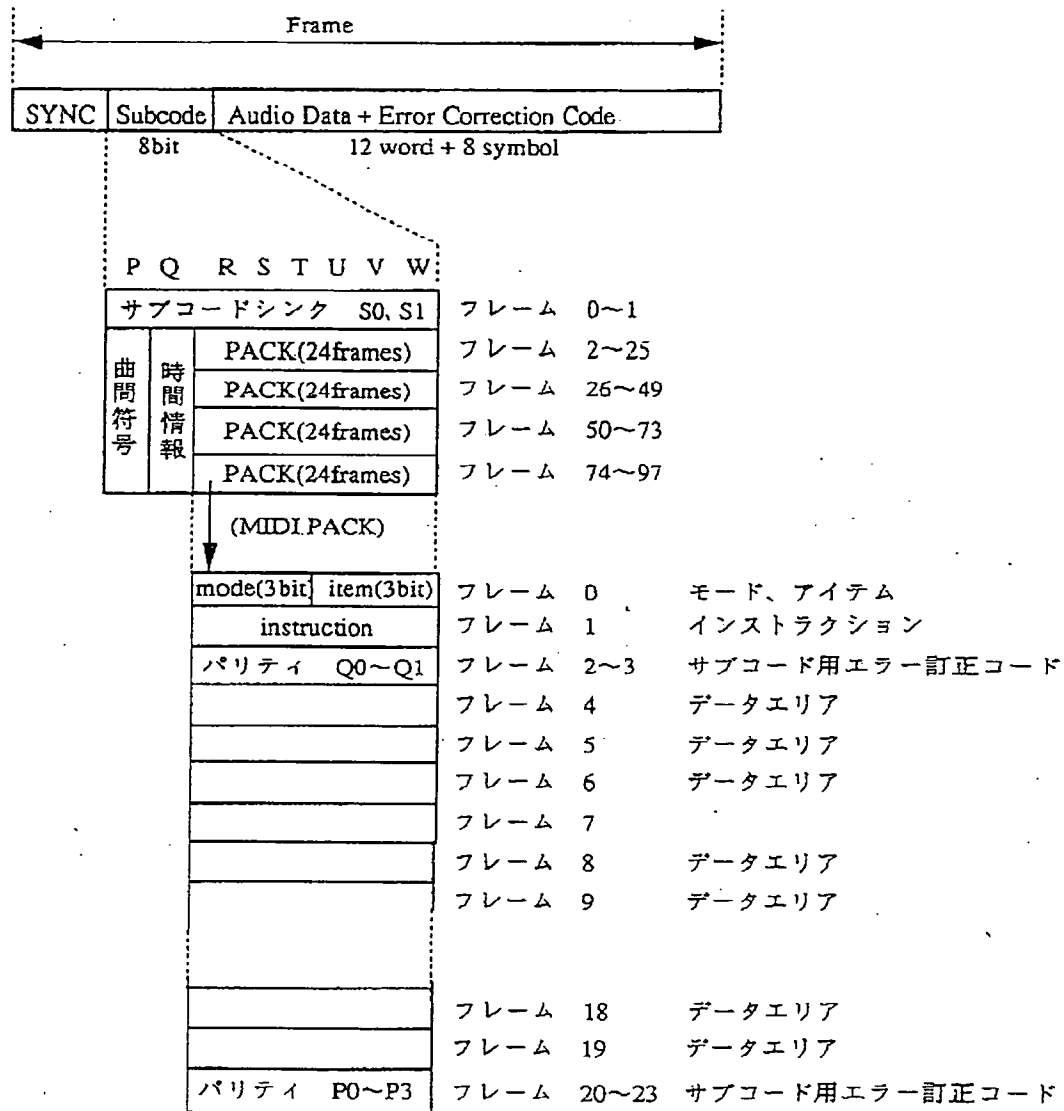 Frame
SYNC Subcode Audio Data + Error Correction Code
8bit 12 word + 8 symbol
P Q R S T U V W
サブコードシンク S0, S1 フレーム 0~1
曲間符号
時間情報
PACK(24frames) フレーム 2~25
PACK(24frames) フレーム 26~49
PACK(24frames) フレーム 50~73
PACK(24frames) フレーム 74~97
(MIDI.PACK)
mode(3bit) item(3bit) フレーム 0 モード、アイテム
instruction フレーム 1 インストラクション
パリティ Q0~Q1 フレーム 2~3 サブコード用エラー訂正コード
フレーム 4 データエリア
フレーム 5 データエリア
フレーム 6 データエリア
フレーム 7
フレーム 8 データエリア
フレーム 9 データエリア
フレーム 18 データエリア
フレーム 19 データエリア
パリティ P0~P3 フレーム 20~23 サブコード用エラー訂正コード